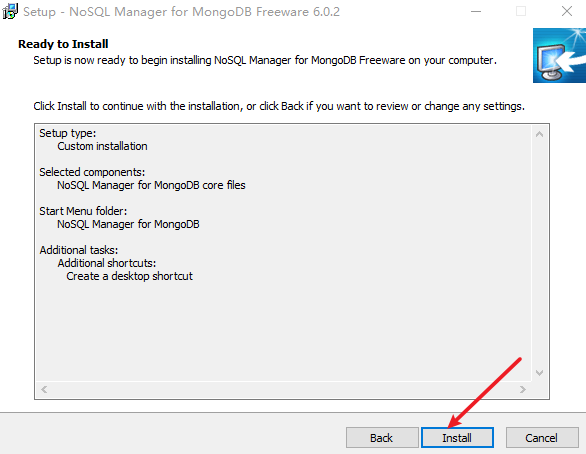 Setup - NoSQL Manager for MongoDB Freeware 6.0.2
Ready to Install
Setup is now ready to begin installing NoSQL Manager for MongoDB Freeware on your computer.
Click Install to continue with the installation, or click Back if you want to review or change any settings.
Setup type:
Custom installation
Selected components:
NoSQL Manager for MongoDB core files
Start Menu folder:
NoSQL Manager for MongoDB
Additional tasks:
Additional shortcuts:
Create a desktop shortcut
Back Install Cancel